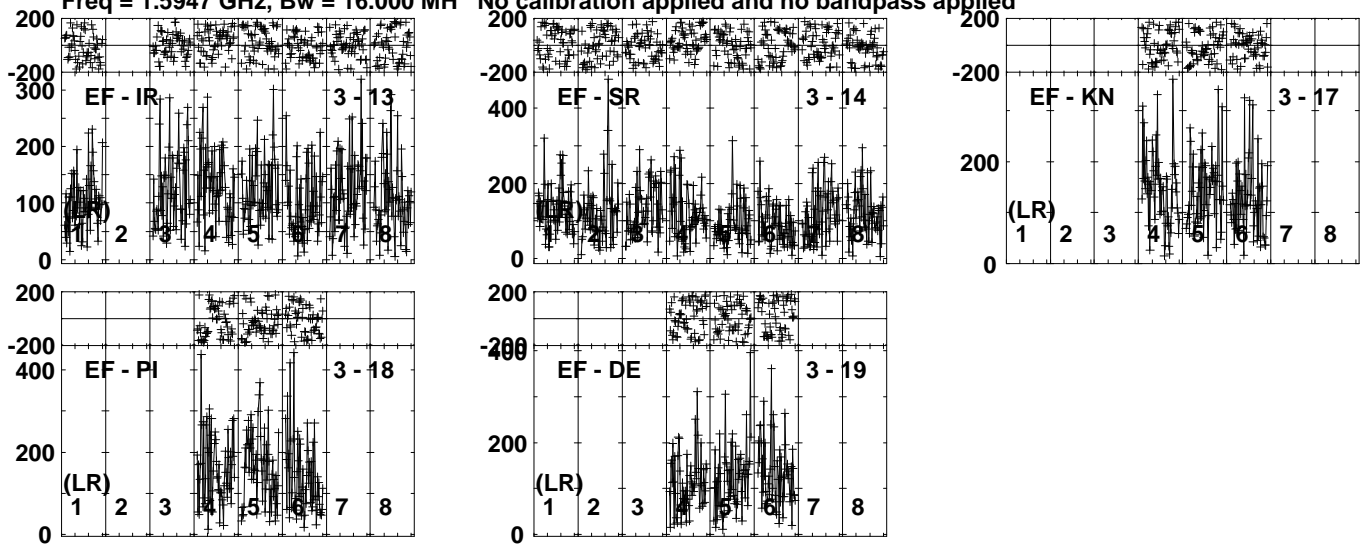 Freq = 1.5947 GHz, Bw = 16.000 MH No calibration applied and no bandpass applied
200
-200
300
200
100
0
EF - IR 3 - 13
(LR)
1 2 3 4 5 6 7 8
-200
400
200
0
EF - SR 3 - 14
(LR)
1 2 3 4 5 6 7 8
200
-200
200
0
EF - KN 3 - 17
(LR)
1 2 3 4 5 6 7 8
200
-200
400
200
0
EF - PI 3 - 18
(LR)
1 2 3 4 5 6 7 8
200
-200
400
200
0
EF - DE 3 - 19
(LR)
1 2 3 4 5 6 7 8